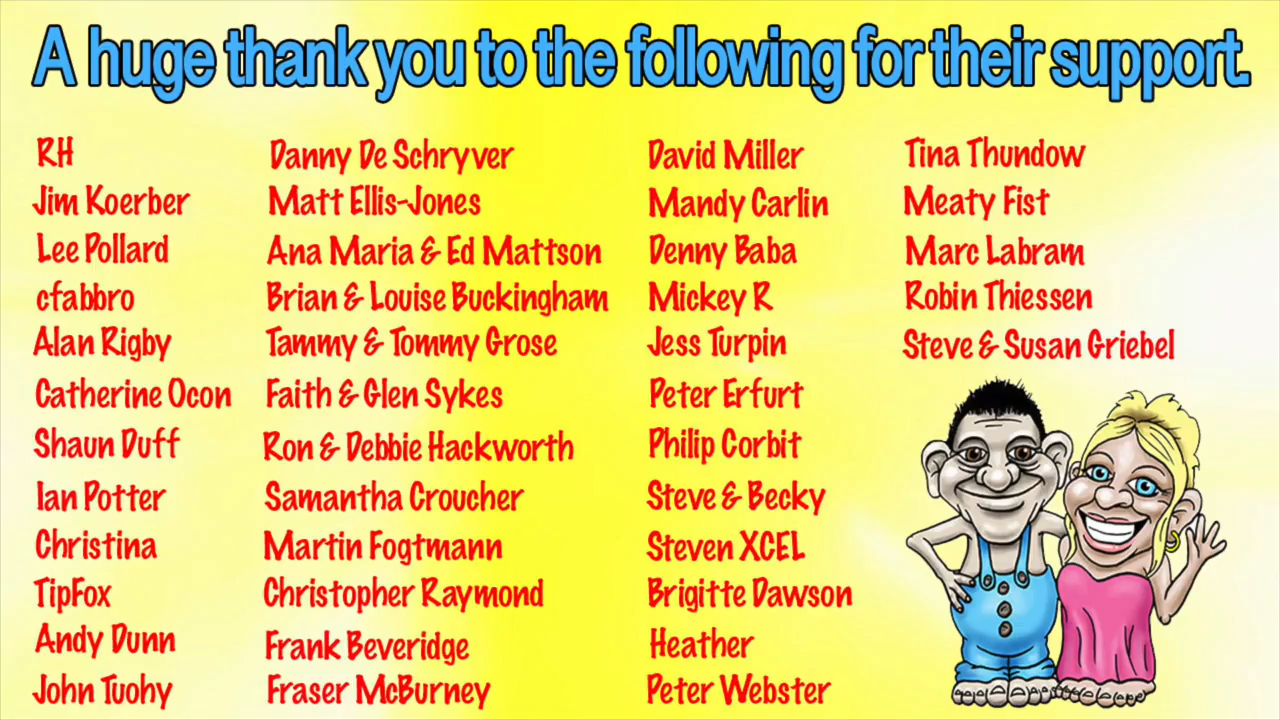 A huge thank you to the following for their support.
RH
Jim Koerber
Lee Pollard
cfabbro
Alan Rigby
Catherine Ocon
Shaun Duff
Ian Potter
Christina
TipFox
Andy Dunn
John Tuohy
Danny De Schryver
Matt Ellis-Jones
Ana Maria & Ed Mattson
Brian & Louise Buckingham
Tammy & Tommy Grose
Faith & Glen Sykes
Ron & Debbie Hackworth
Samantha Croucher
Martin Fogtmann
Christopher Raymond
Frank Beveridge
Fraser McBurney
David Miller
Mandy Carlin
Denny Baba
Mickey R
Jess Turpin
Peter Erfurt
Philip Corbit
Steve & Becky
Steven XCEL
Brigitte Dawson
Heather
Peter Webster
Tina Thundow
Meaty Fist
Marc Labram
Robin Thiessen
Steve & Susan Griebel